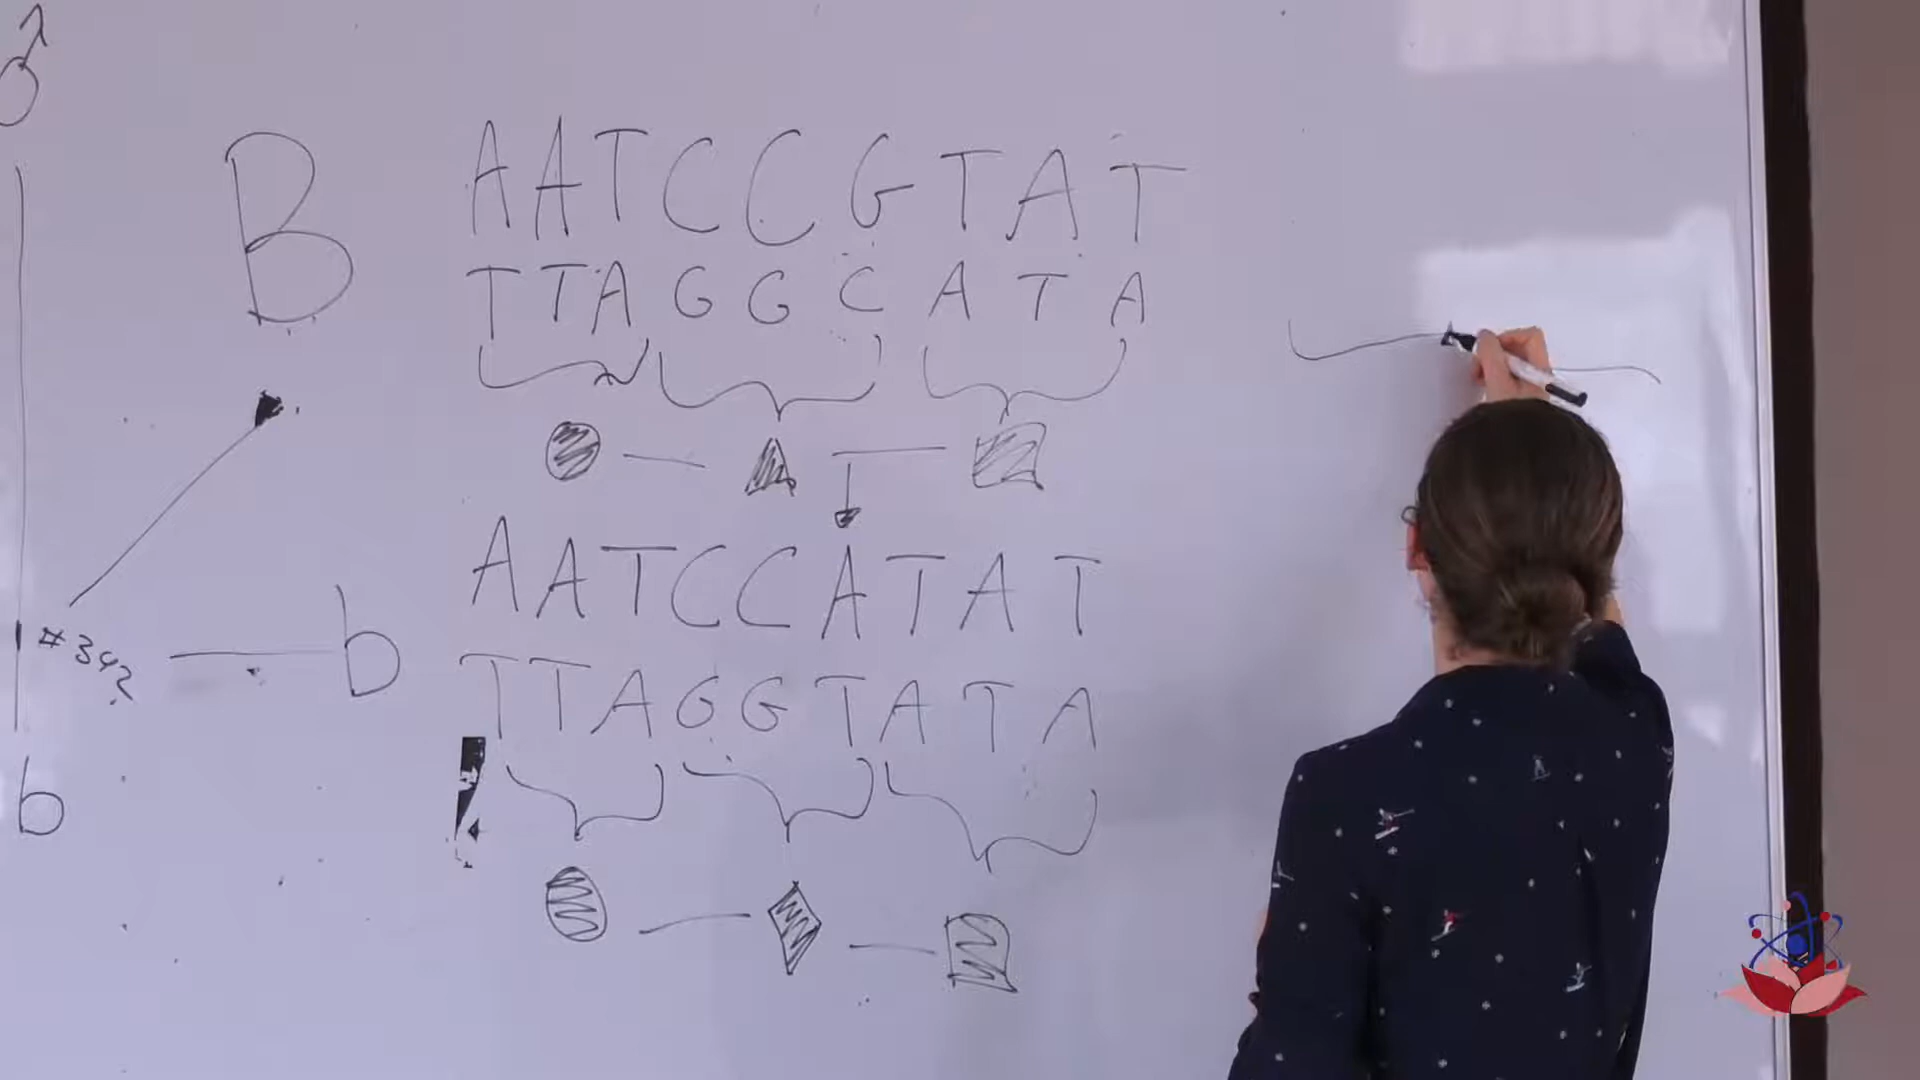 ♂
B
AATCCGTAT
TTAGGCATA
AATCCATAT
#342
b
TTAGGTATA
b